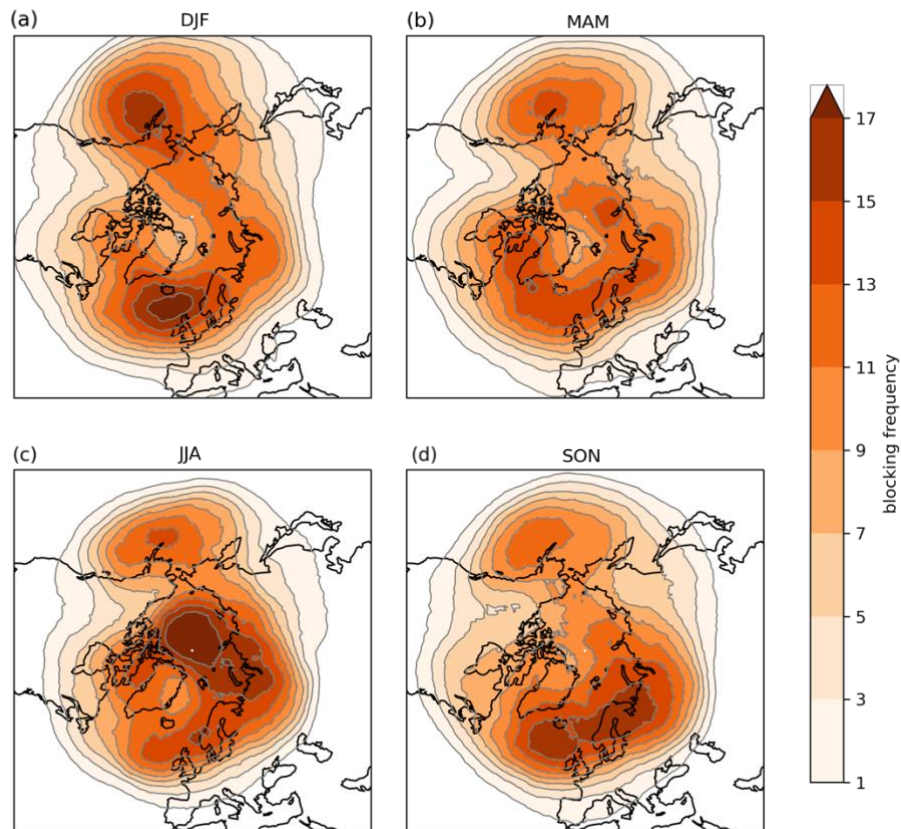 (a)
DJF
(b)
MAM
(c)
JJA
(d)
SON
17
15
13
11
9
7
5
3
1
blocking frequency